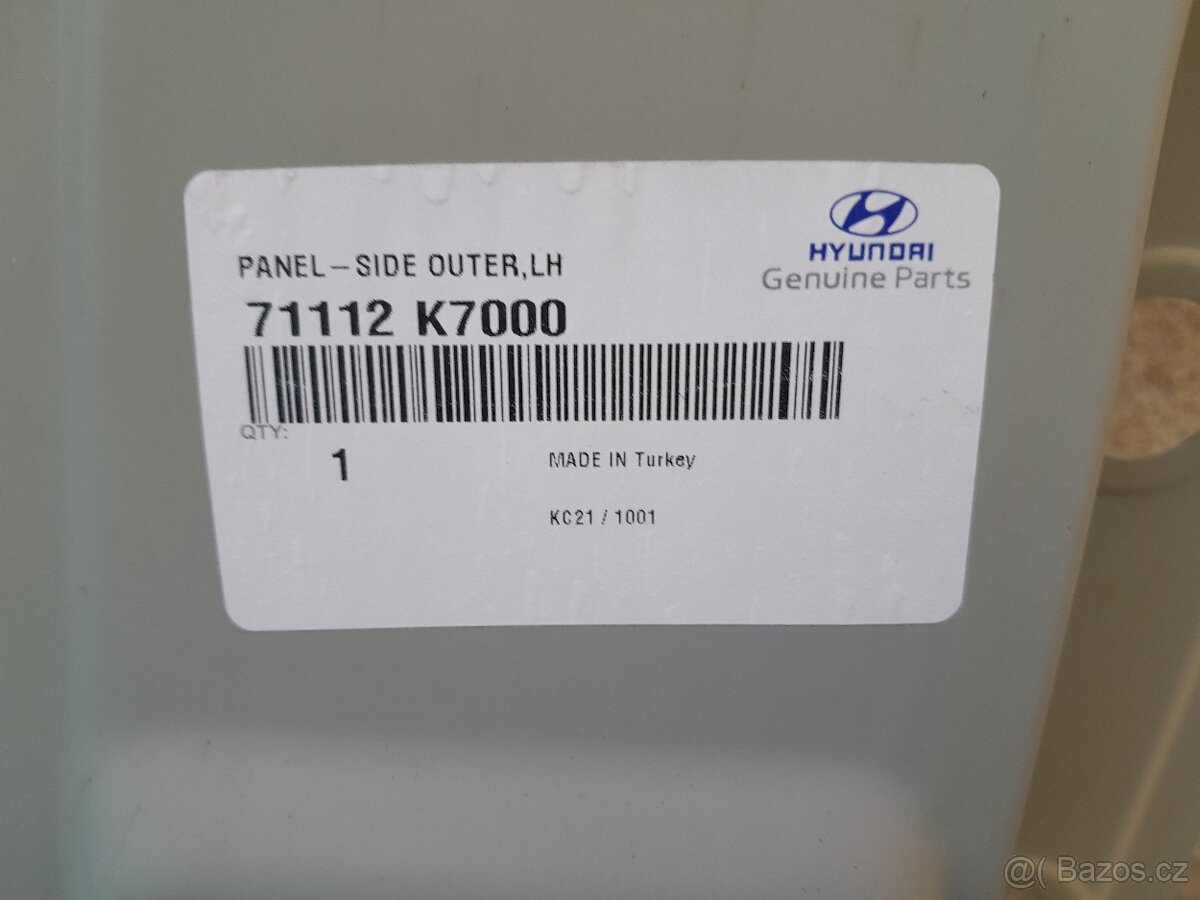 HYUNDAI
Genuine Parts
PANEL-SIDE OUTER,LH
71112 K7000
QTY:
1
MADE IN Turkey
KC21 / 1001
@( Bazos.cz